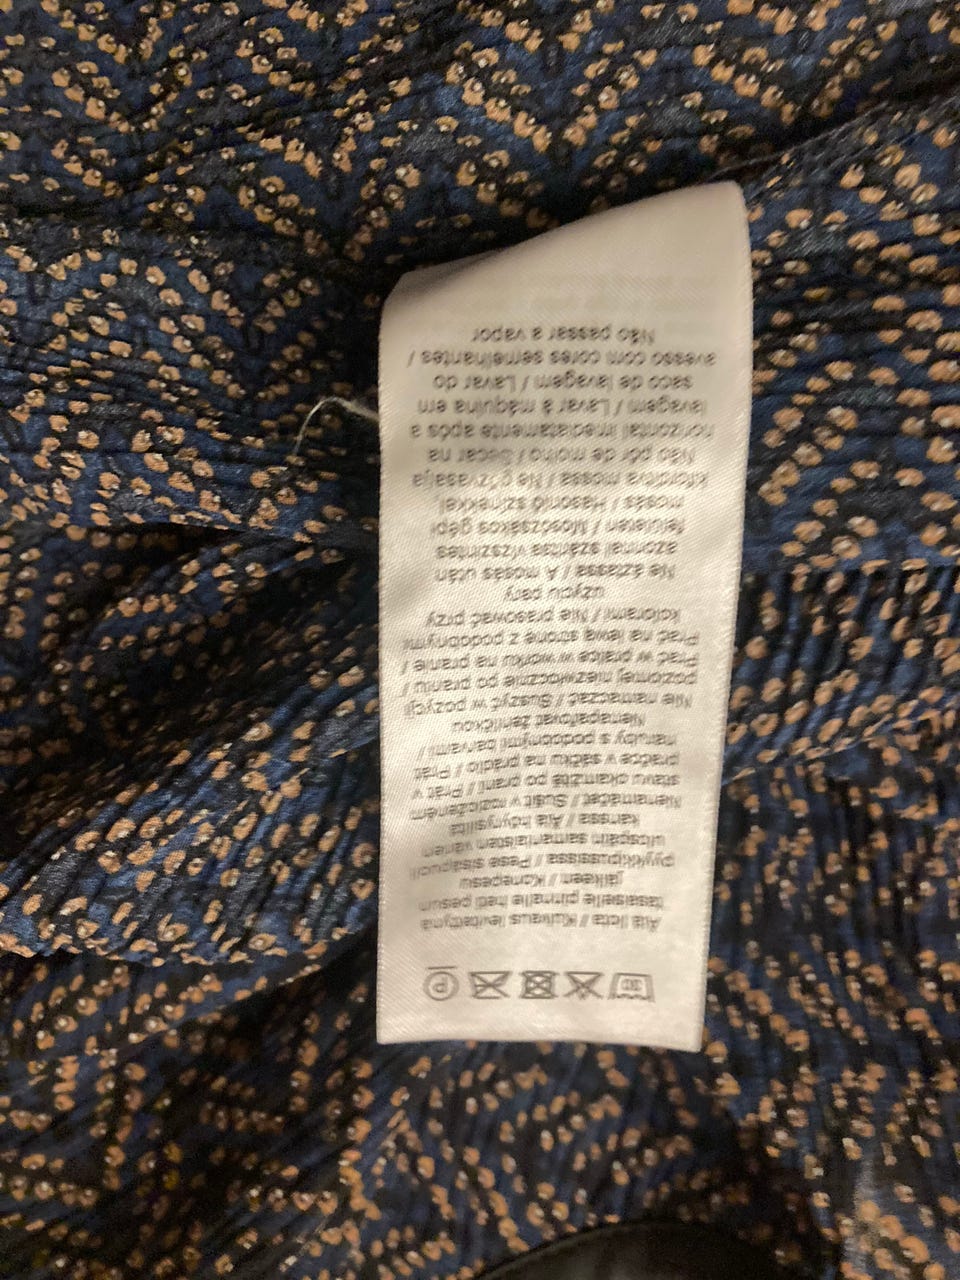 30 P
Älä liota / Kuivaus levitettynä
tasaiselle pinnalle heti pesun
jälkeen / Konepesu
pyykkipussissa / Pese sisäpuoli
ulospäin samanlaisten värien
kanssa / Älä höyrysilitä
Nenamáčet / Sušit v rozloženém
stavu okamžitě po praní / Prát v
pračce v sáčku na prádlo / Prát
naruby s podobnými barvami /
Nenapařovat žehličkou
Nie namaczać / Suszyć w pozycji
poziomej niezwłocznie po praniu /
Prać w pralce w worku na pranie /
Prać na lewą stronę z podobnymi
kolorami / Nie prasować przy
użyciu pary
Ne áztassa / A mosás után
azonnal szárítsa vízszintes
felületen / Mosózsákos gépi
mosás / Hasonló színekkel,
kifordítva mossa / Ne gőzvasalja
Não pôr de molho / Secar na
horizontal imediatamente após a
lavagem / Lavar à máquina em
saco de lavagem / Lavar do
avesso com cores semelhantes /
Não passar a vapor